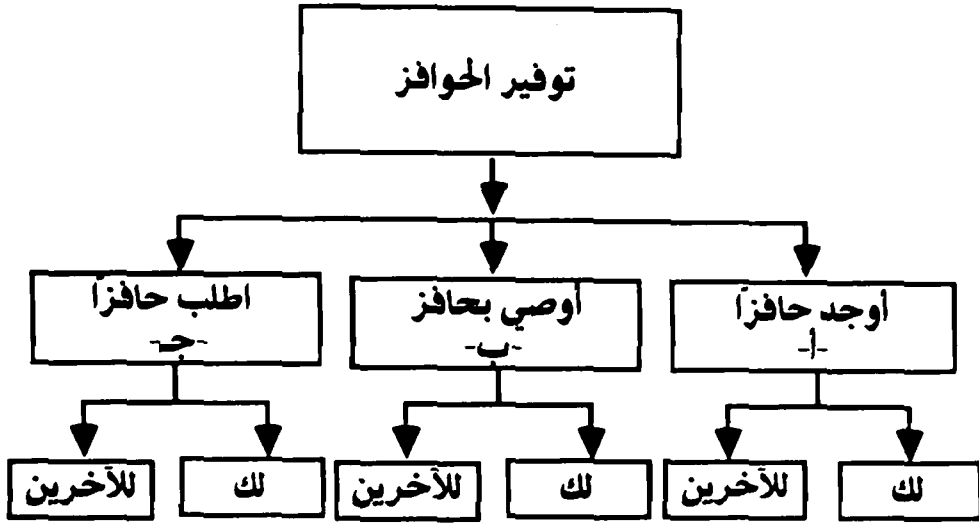 توفير الحوافز
أوجد حافزاً
-أ-
أوصي بحافز
-ب-
اطلب حافزاً
-جـ-
لك
للآخرين
لك
للآخرين
لك
للآخرين